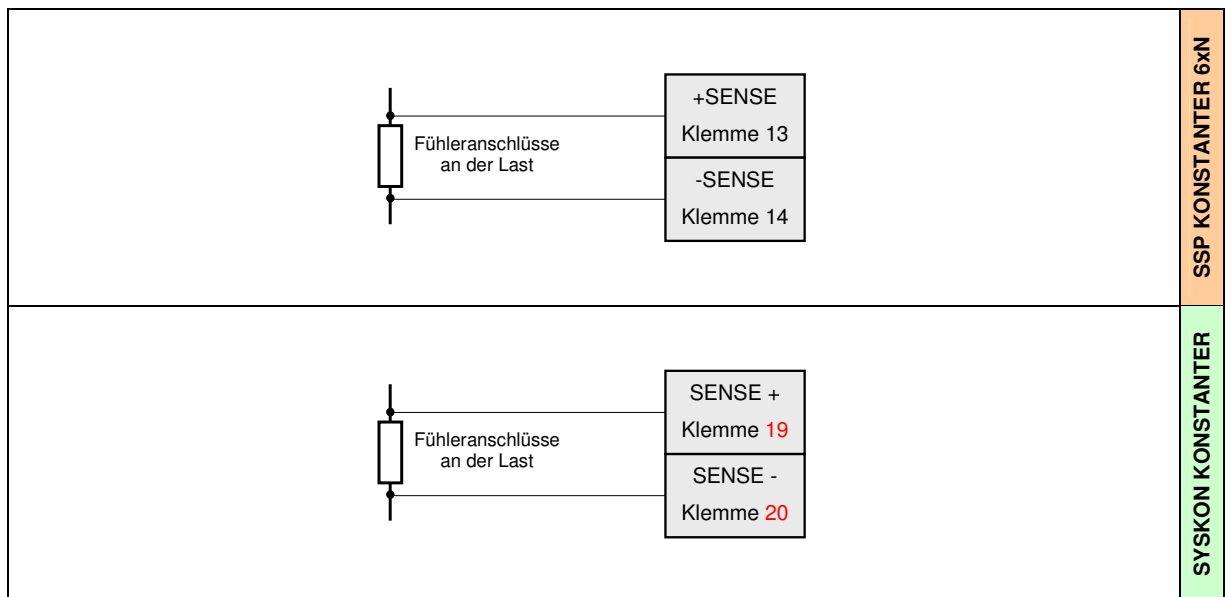 +SENSE
Klemme 13
Fühleranschlüsse
an der Last
-SENSE
Klemme 14
SSP KONSTANTER 6xN
SENSE +
Klemme 19
Fühleranschlüsse
an der Last
SENSE -
Klemme 20
SYSKON KONSTANTER